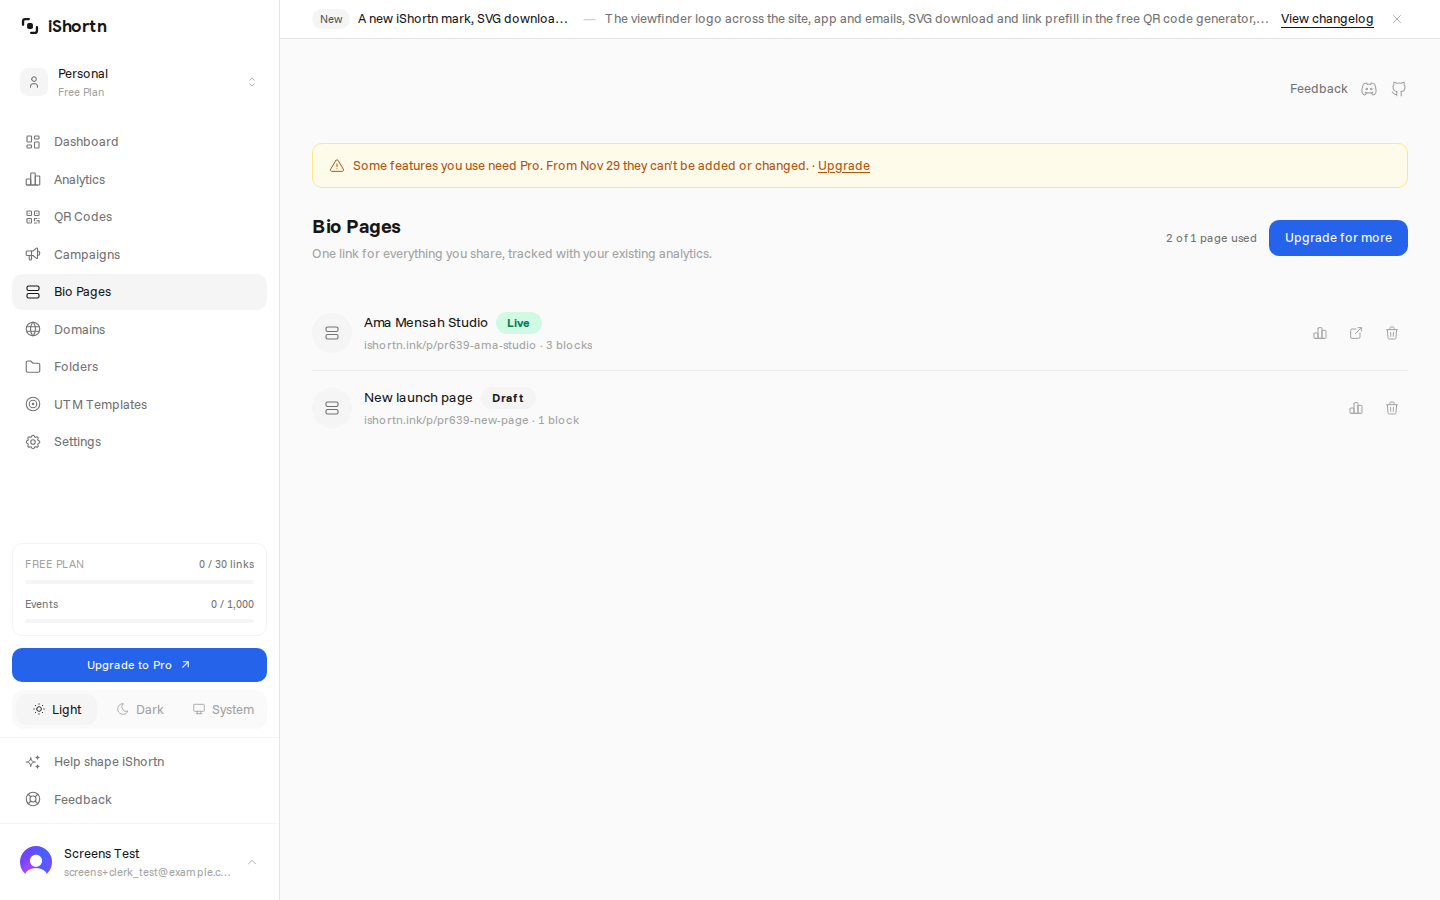 iShortn
New A new iShortn mark, SVG downloa... — The viewfinder logo across the site, app and emails, SVG download and link prefill in the free QR code generator,... View changelog
Personal
Free Plan
Feedback
Dashboard
Analytics
QR Codes
Campaigns
Bio Pages
Domains
Folders
UTM Templates
Settings
Some features you use need Pro. From Nov 29 they can't be added or changed. · Upgrade
Bio Pages
One link for everything you share, tracked with your existing analytics.
2 of 1 page used
Upgrade for more
Ama Mensah Studio Live
ishortn.ink/p/pr639-ama-studio · 3 blocks
New launch page Draft
ishortn.ink/p/pr639-new-page · 1 block
FREE PLAN 0 / 30 links
Events 0 / 1,000
Upgrade to Pro
Light Dark System
Help shape iShortn
Feedback
Screens Test
screens+clerk_test@example.c...